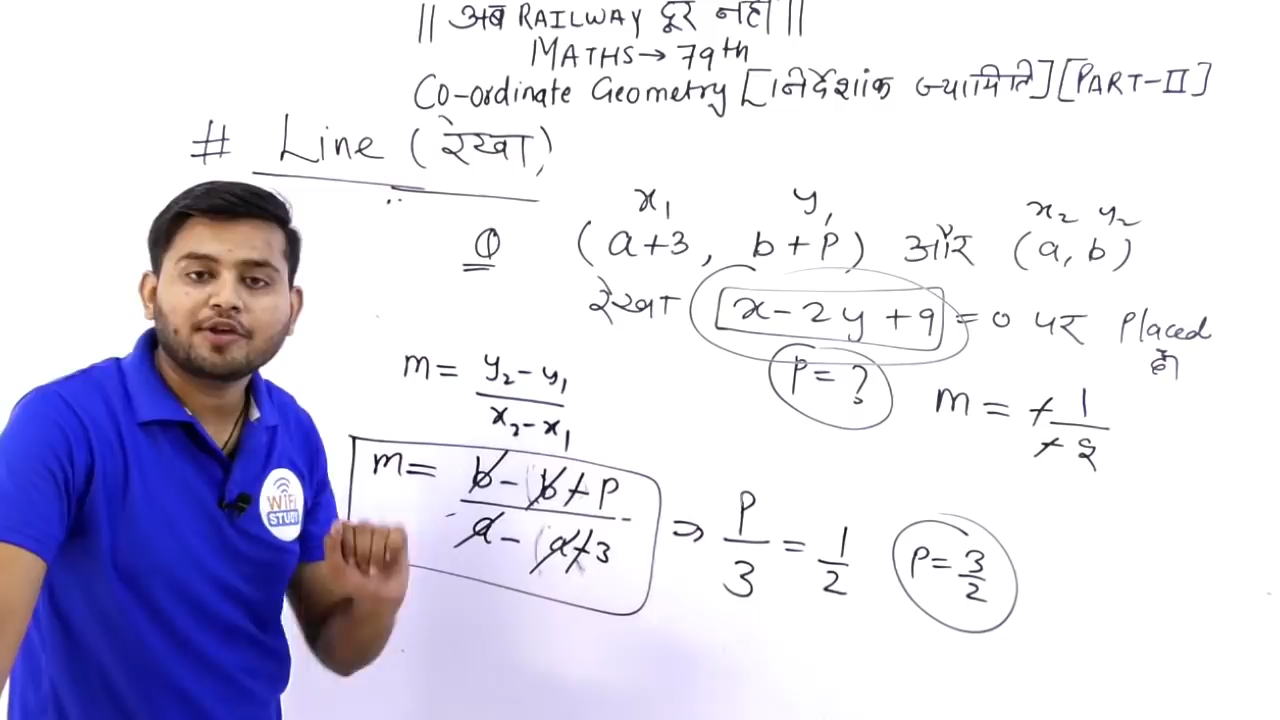 || अब RAILWAY दूर नहीं ||
MATHS → 79th
Co-ordinate Geometry [निर्देशांक ज्यामिति] [PART-II]
# Line (रेखा)
x₁ y₁ x₂ y₂
Q (a+3, b+P) और (a, b)
रेखा x-2y+9 = 0 पर Placed
हो
P = ?
m = y₂-y₁ / x₂-x₁
m = +1 / +2
m = b-(b+P / a-(a+3 ⇒ P/3 = 1/2 P = 3/2
WiFi
STUDY